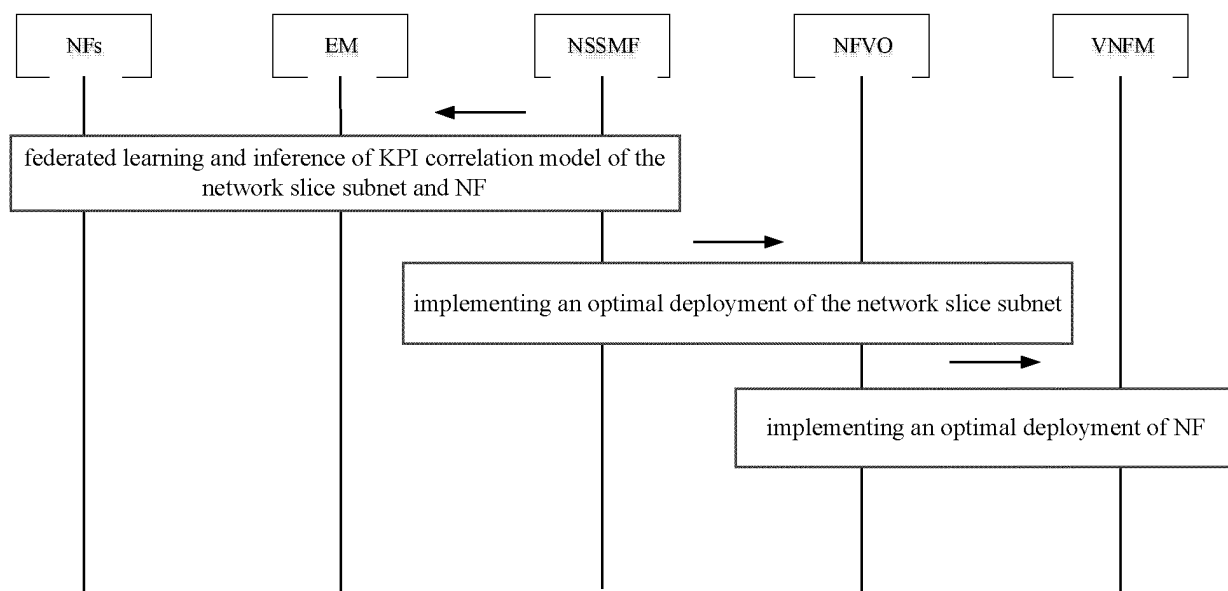 NFs
EM
NSSMF
NFVO
VNFM
federated learning and inference of KPI correlation model of the
network slice subnet and NF
implementing an optimal deployment of the network slice subnet
implementing an optimal deployment of NF